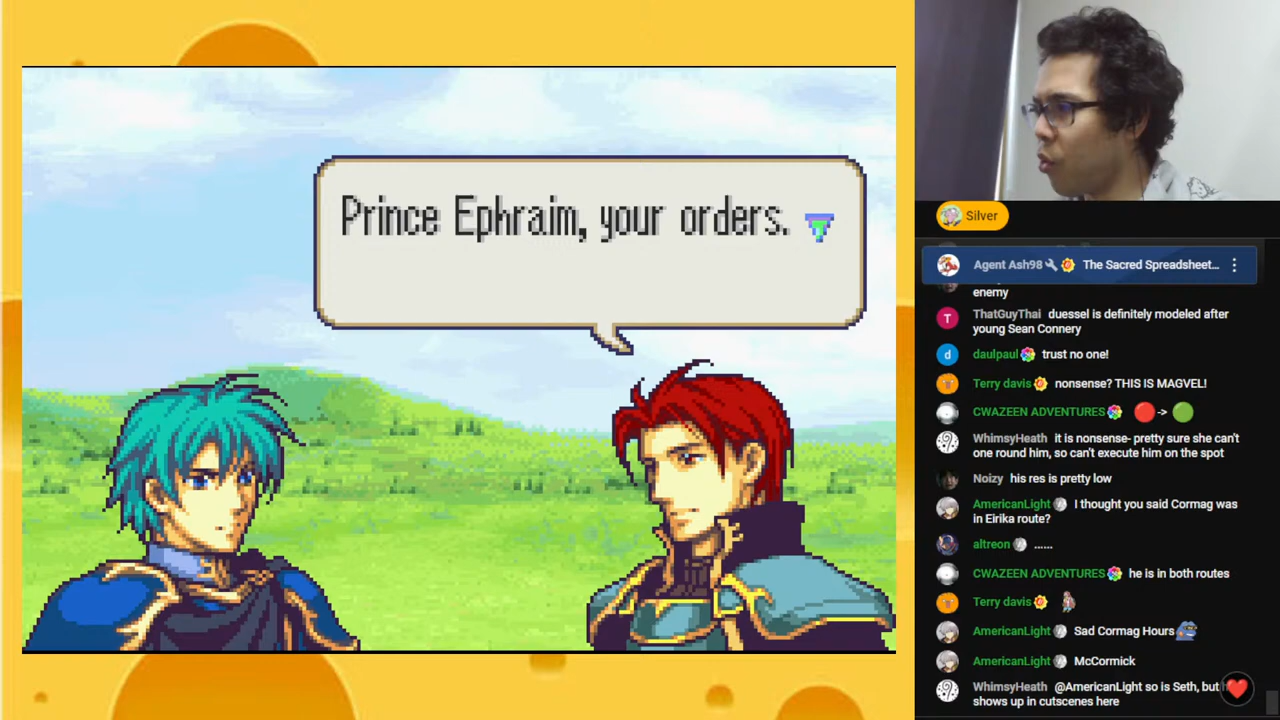 Prince Ephraim, your orders.
Silver
Agent Ash98 The Sacred Spreadsheet...
enemy
ThatGuyThai duessel is definitely modeled after
young Sean Connery
daulpaul trust no one!
Terry davis nonsense? THIS IS MAGVEL!
CWAZEEN ADVENTURES ->
WhimsyHeath it is nonsense- pretty sure she can't
one round him, so can't execute him on the spot
Noizy his res is pretty low
AmericanLight I thought you said Cormag was
in Eirika route?
altreon ......
CWAZEEN ADVENTURES he is in both routes
Terry davis
AmericanLight Sad Cormag Hours
AmericanLight McCormick
WhimsyHeath @AmericanLight so is Seth, but
shows up in cutscenes here